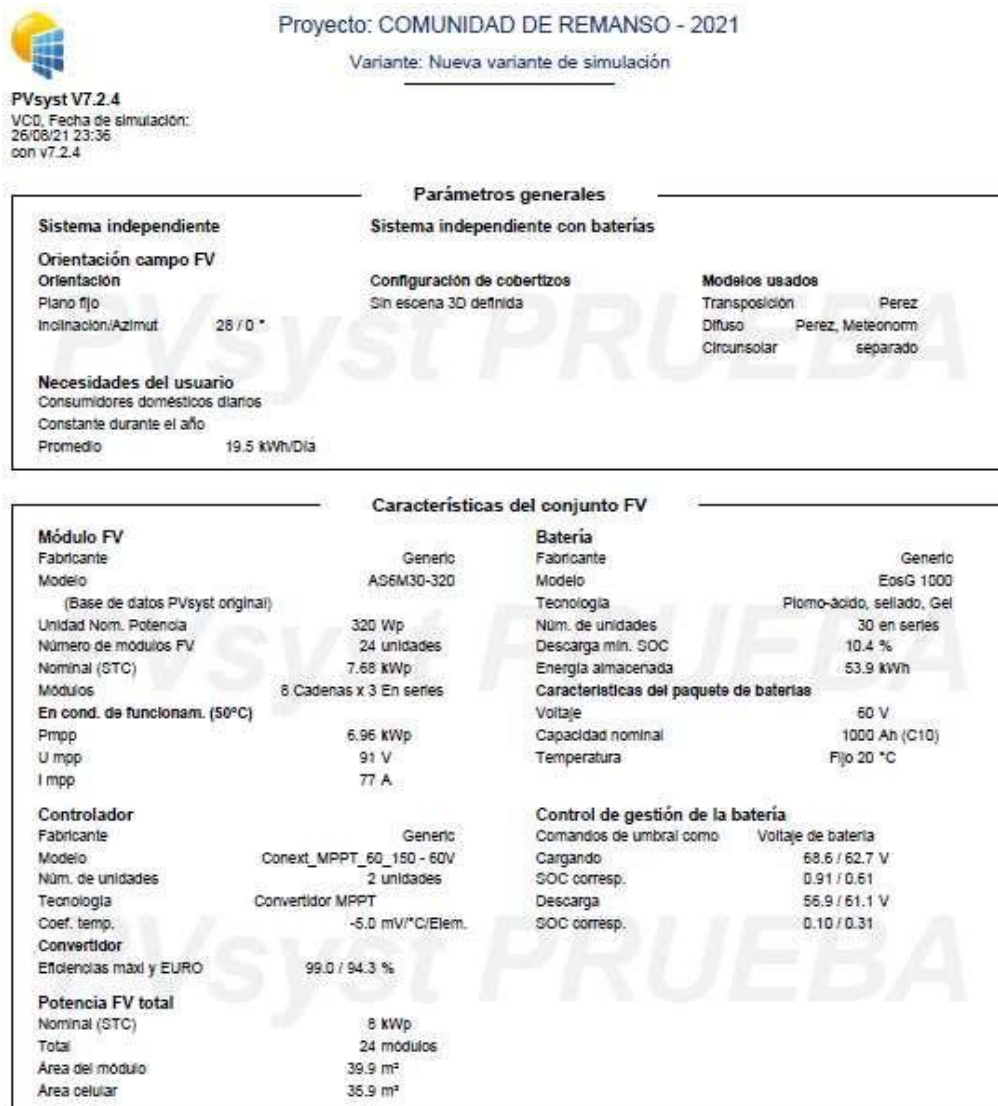 Proyecto: COMUNIDAD DE REMANSO - 2021
Variante: Nueva variante de simulación
PVsyst V7.2.4
VC0, Fecha de simulación:
26/08/21 23:36
con v7.2.4
Parámetros generales
Sistema independiente Sistema independiente con baterías
Orientación campo FV
Orientación Configuración de cobertizos Modelos usados
Plano fijo Sin escena 3D definida Transposición Perez
Inclinación/Azimut 28 / 0 ° Difuso Perez, Meteonorm
Circunsolar separado
Necesidades del usuario
Consumidores domésticos diarios
Constante durante el año
Promedio 19.5 kWh/Día
Características del conjunto FV
Módulo FV Batería
Fabricante Generic Fabricante Generic
Modelo AS6M30-320 Modelo EosG 1000
(Base de datos PVsyst original) Tecnología Plomo-ácido, sellado, Gel
Unidad Nom. Potencia 320 Wp Núm. de unidades 30 en series
Número de módulos FV 24 unidades Descarga mín. SOC 10.4 %
Nominal (STC) 7.68 kWp Energía almacenada 53.9 kWh
Módulos 8 Cadenas x 3 En series Características del paquete de baterías
En cond. de funcionam. (50°C) Voltaje 60 V
Pmpp 6.96 kWp Capacidad nominal 1000 Ah (C10)
U mpp 91 V Temperatura Fijo 20 °C
I mpp 77 A
Controlador Control de gestión de la batería
Fabricante Generic Comandos de umbral como Voltaje de batería
Modelo Conext_MPPT_60_150 - 60V Cargando 68.6 / 62.7 V
Núm. de unidades 2 unidades SOC corresp. 0.91 / 0.61
Tecnología Convertidor MPPT Descarga 56.9 / 61.1 V
Coef. temp. -5.0 mV/°C/Elem. SOC corresp. 0.10 / 0.31
Convertidor
Eficiencias maxi y EURO 99.0 / 94.3 %
Potencia FV total
Nominal (STC) 8 kWp
Total 24 módulos
Área del módulo 39.9 m²
Área celular 35.9 m²
PVsyst PRUEBA
PVsyst PRUEBA
PVsyst PRUEBA